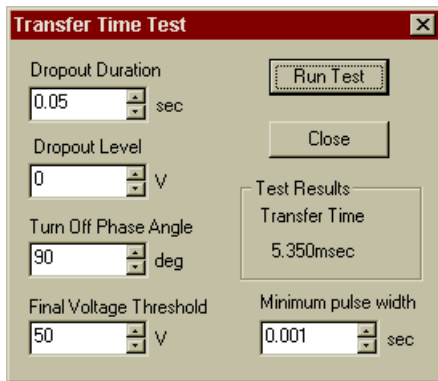 Transfer Time Test
Dropout Duration
0.05 sec
Run Test
Dropout Level
0 V
Close
Turn Off Phase Angle
90 deg
Test Results
Transfer Time
5.350msec
Final Voltage Threshold
50 V
Minimum pulse width
0.001 sec